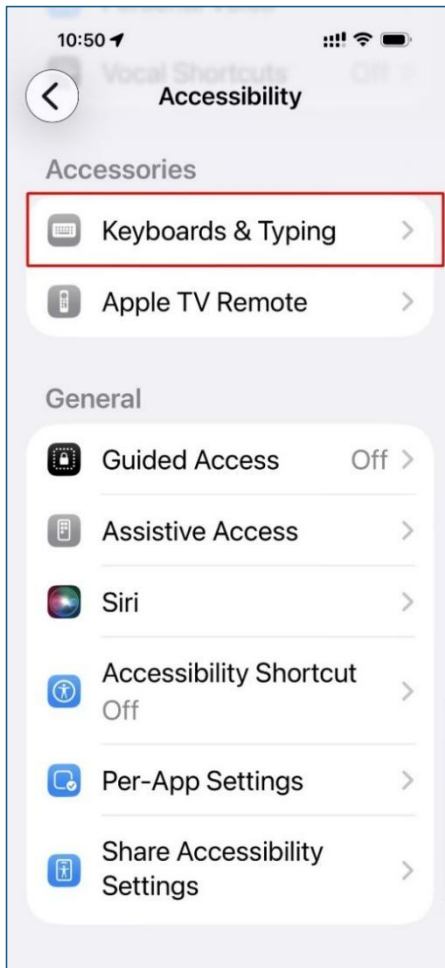 10:50
Vocal Shortcuts Off
Accessibility
Accessories
Keyboards & Typing
Apple TV Remote
General
Guided Access Off
Assistive Access
Siri
Accessibility Shortcut
Off
Per-App Settings
Share Accessibility
Settings